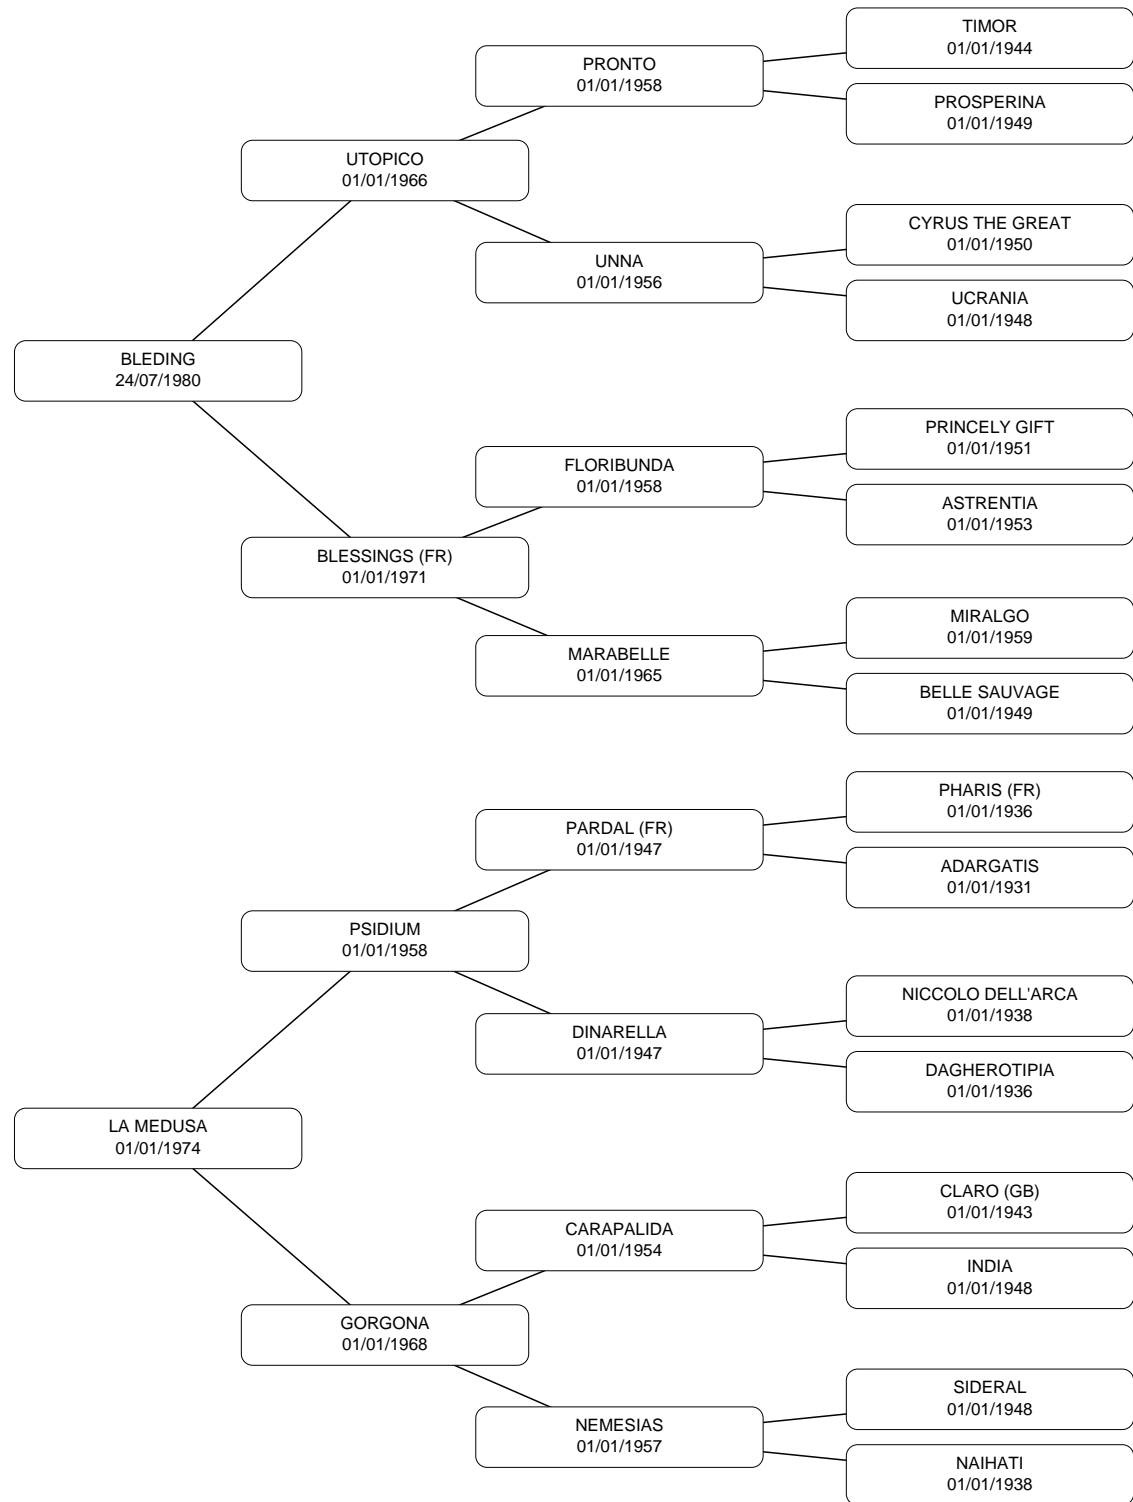 TIMOR
01/01/1944
PRONTO
01/01/1958
PROSPERINA
01/01/1949
UTOPICO
01/01/1966
CYRUS THE GREAT
01/01/1950
UNNA
01/01/1956
UCRANIA
01/01/1948
BLEDING
24/07/1980
PRINCELY GIFT
01/01/1951
FLORIBUNDA
01/01/1958
ASTRENTIA
01/01/1953
BLESSINGS (FR)
01/01/1971
MIRALGO
01/01/1959
MARABELLE
01/01/1965
BELLE SAUVAGE
01/01/1949
PHARIS (FR)
01/01/1936
PARDAL (FR)
01/01/1947
ADARGATIS
01/01/1931
PSIDIUM
01/01/1958
NICCOLO DELL'ARCA
01/01/1938
DINARELLA
01/01/1947
DAGHEROTIPIA
01/01/1936
LA MEDUSA
01/01/1974
CLARO (GB)
01/01/1943
CARAPALIDA
01/01/1954
INDIA
01/01/1948
GORGONA
01/01/1968
SIDERAL
01/01/1948
NEMESIAS
01/01/1957
NAIHATI
01/01/1938